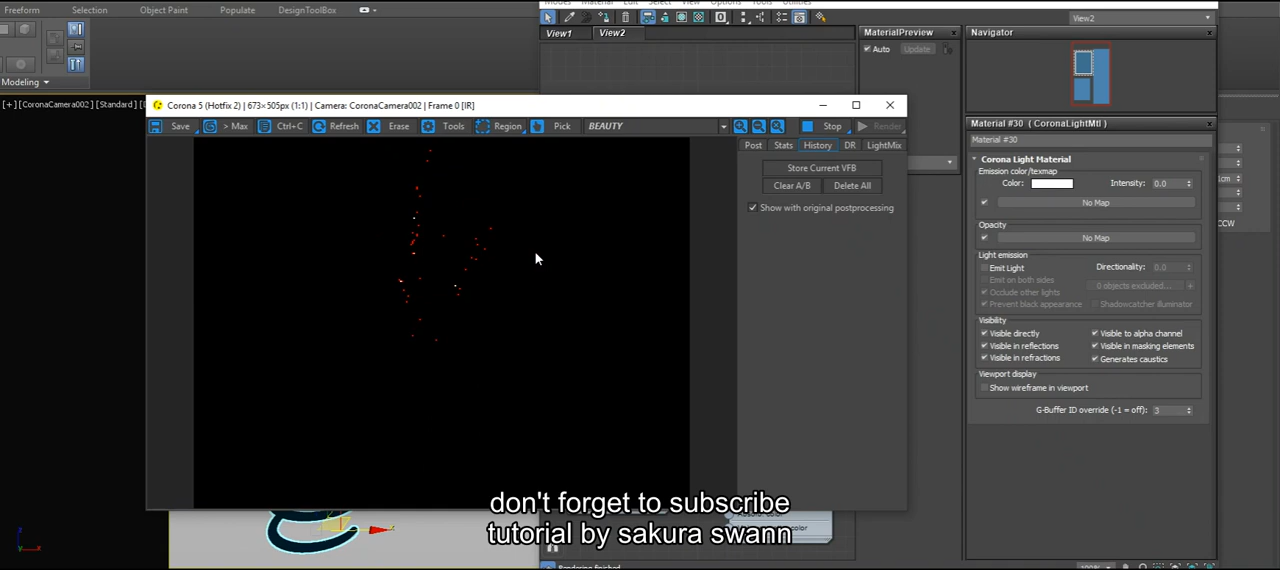 Freeform
Selection
Object Paint
Populate
DesignToolBox
Modeling
[+] [CoronaCamera002] [Standard] [
View1
View2
View2
MaterialPreview
Auto
Update
Navigator
Corona 5 (Hotfix 2) | 673×505px (1:1) | Camera: CoronaCamera002 | Frame 0 [IR]
Save
> Max
Ctrl+C
Refresh
Erase
Tools
Region
Pick
BEAUTY
Stop
Render
Post
Stats
History
DR
LightMix
Store Current VFB
Clear A/B
Delete All
Show with original postprocessing
Material #30 ( CoronaLightMtl )
Material #30
Corona Light Material
Emission color/texmap
Color:
Intensity:
0.0
No Map
Opacity
No Map
Light emission
Emit Light
Directionality:
0.0
Emit on both sides
0 objects excluded...
+
Occlude other lights
Prevent black appearance
Shadowcatcher illuminator
Visibility
Visible directly
Visible to alpha channel
Visible in reflections
Visible in masking elements
Visible in refractions
Generates caustics
Viewport display
Show wireframe in viewport
G-Buffer ID override (-1 = off):
3
CCW
don't forget to subscribe
tutorial by sakura swann
Rendering finished
100%